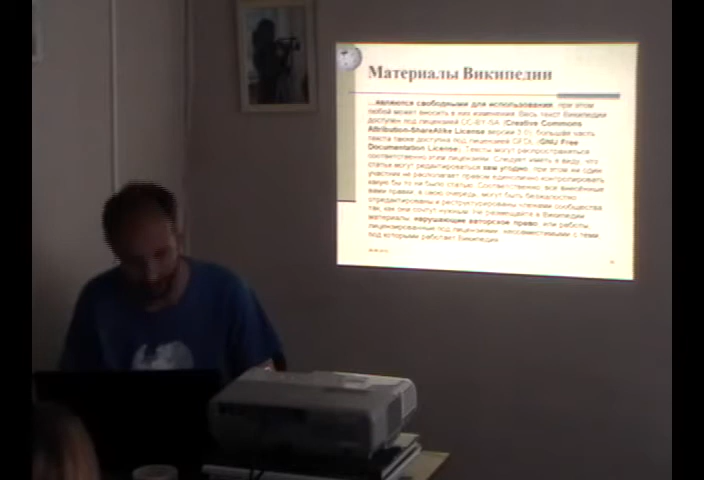 Материалы Википедии
...являются свободными для использования, при этом
любой может вносить в них изменения. Весь текст Википедии
доступен под лицензией CC-BY-SA (Creative Commons
Attribution-ShareAlike License версии 3.0), большая часть
текста также доступна под лицензией GFDL (GNU Free
Documentation License). Тексты могут распространяться
соответственно этим лицензиям. Следует иметь в виду, что
статьи могут редактироваться кем угодно, при этом ни один
участник не располагает правом единолично контролировать
какую бы то ни было статью. Соответственно, все внесённые
вами правки, в свою очередь, могут быть безжалостно
отредактированы и реструктурированы членами сообщества
так, как они сочтут нужным. Не размещайте в Википедии
материалы, нарушающие авторское право, или работы,
лицензированные под лицензиями, несовместимыми с теми,
под которыми работает Википедия.